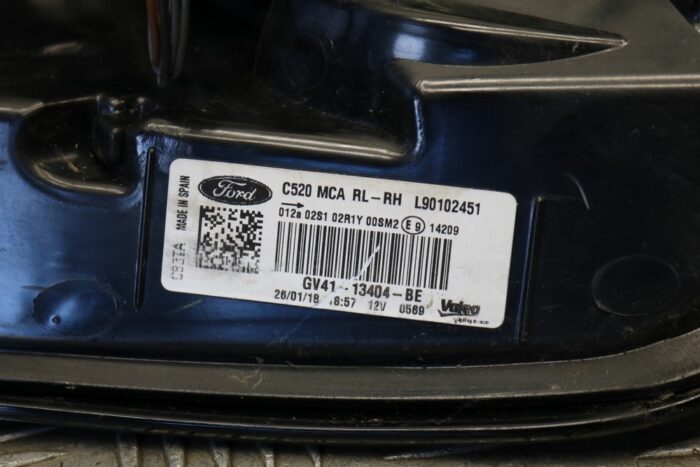 Ford C520 MCA RL-RH L90102451
012a 02S1 02R1Y 00SM2 E9 14209
GV41-13404-BE
26/01/18 18:57 12V 0569 Valeo
MADE IN SPAIN